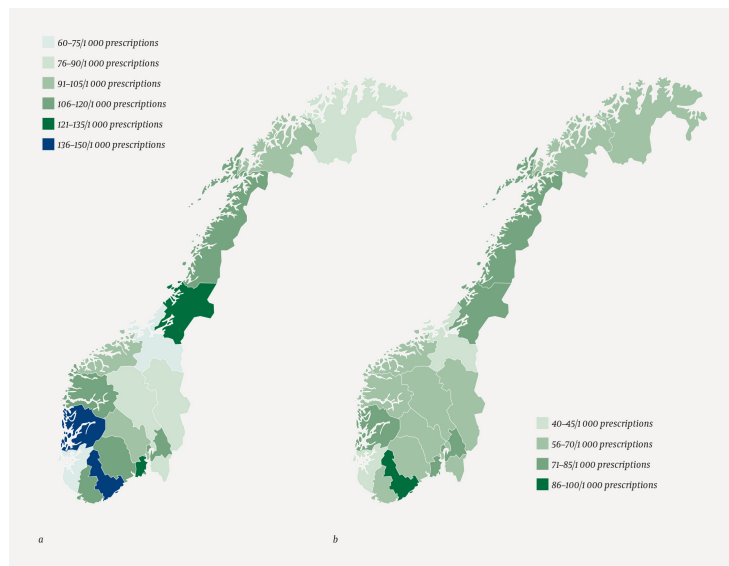 60–75/1 000 prescriptions
76–90/1 000 prescriptions
91–105/1 000 prescriptions
106–120/1 000 prescriptions
121–135/1 000 prescriptions
136–150/1 000 prescriptions
40–45/1 000 prescriptions
56–70/1 000 prescriptions
71–85/1 000 prescriptions
86–100/1 000 prescriptions
a
b